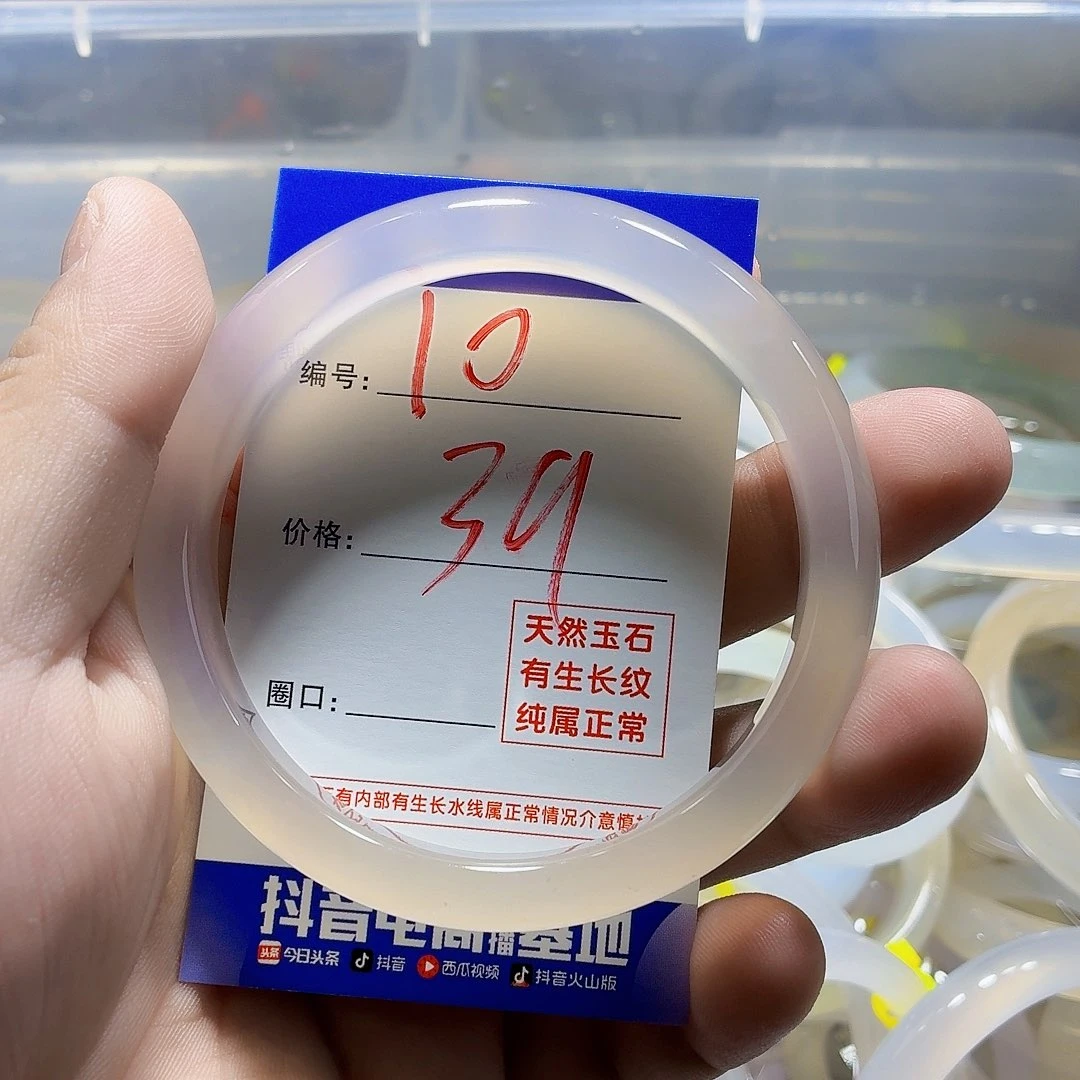 编号: 10
价格: 39
天然玉石
有生长纹
纯属正常
圈口:
有内部有生长水线属正常情况介意慎
抖音电商直播基地
头条 今日头条 抖音 西瓜视频 抖音火山版